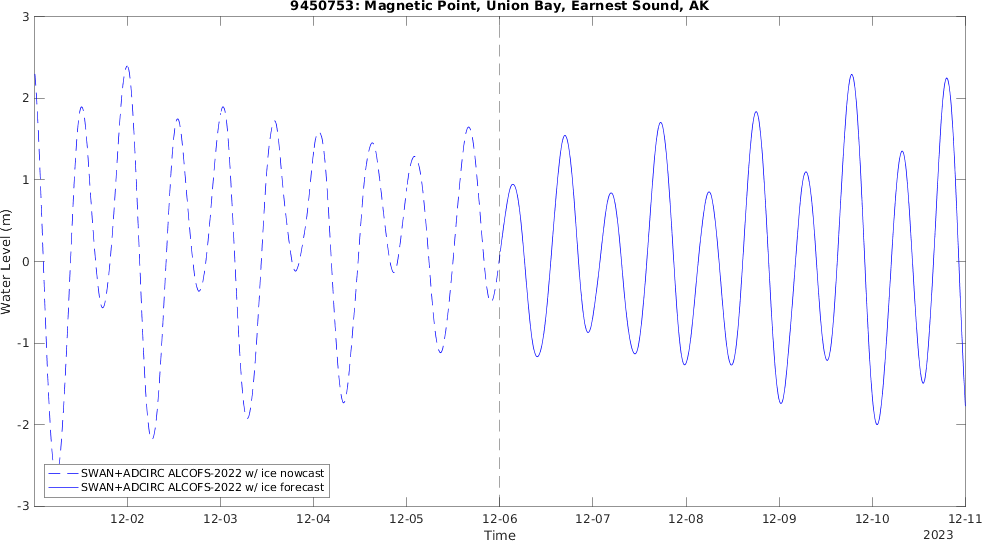 9450753: Magnetic Point, Union Bay, Earnest Sound, AK
3
2
1
0
-1
-2
-3
Water Level (m)
SWAN+ADCIRC ALCOFS-2022 w/ ice nowcast
SWAN+ADCIRC ALCOFS-2022 w/ ice forecast
12-02 12-03 12-04 12-05 12-06 12-07 12-08 12-09 12-10 12-11
Time
2023